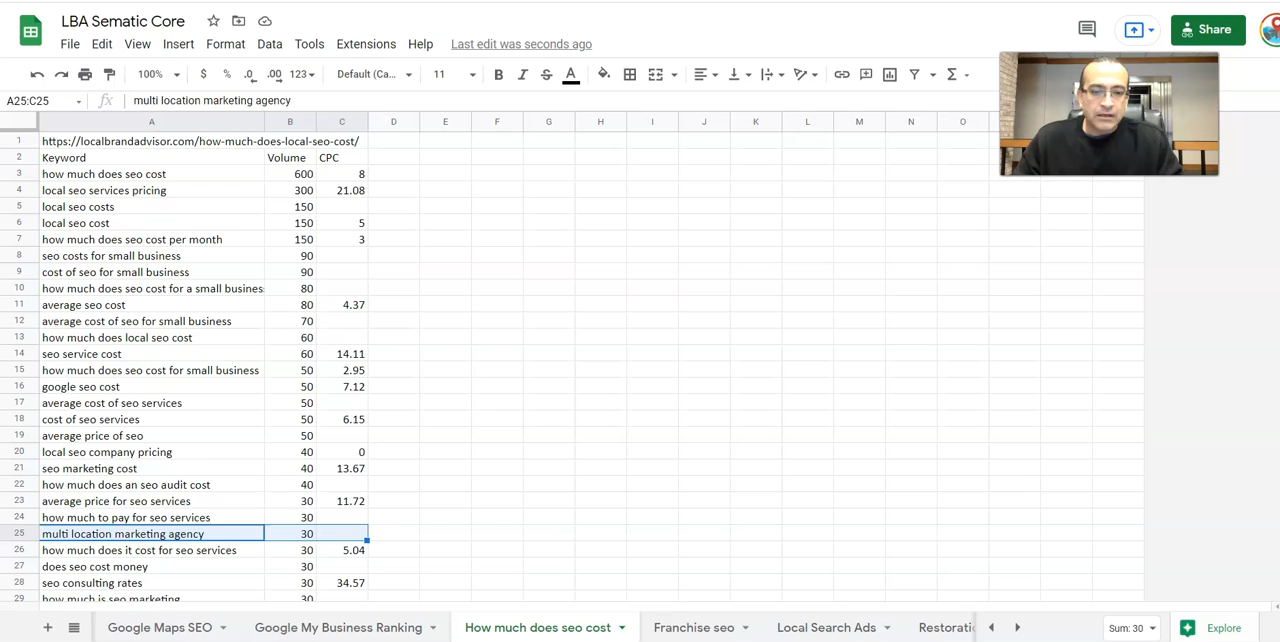 LBA Sematic Core
File Edit View Insert Format Data Tools Extensions Help Last edit was seconds ago
Share
100% $ % .0 .00 123 Default (Ca... 11 B I S A
A25:C25 fx multi location marketing agency
A B C D E F G H I J K L M N O
1 https://localbrandadvisor.com/how-much-does-local-seo-cost/
2 Keyword Volume CPC
3 how much does seo cost 600 8
4 local seo services pricing 300 21.08
5 local seo costs 150
6 local seo cost 150 5
7 how much does seo cost per month 150 3
8 seo costs for small business 90
9 cost of seo for small business 90
10 how much does seo cost for a small busines 80
11 average seo cost 80 4.37
12 average cost of seo for small business 70
13 how much does local seo cost 60
14 seo service cost 60 14.11
15 how much does seo cost for small business 50 2.95
16 google seo cost 50 7.12
17 average cost of seo services 50
18 cost of seo services 50 6.15
19 average price of seo 50
20 local seo company pricing 40 0
21 seo marketing cost 40 13.67
22 how much does an seo audit cost 40
23 average price for seo services 30 11.72
24 how much to pay for seo services 30
25 multi location marketing agency 30
26 how much does it cost for seo services 30 5.04
27 does seo cost money 30
28 seo consulting rates 30 34.57
29 how much is seo marketing 30
Google Maps SEO Google My Business Ranking How much does seo cost Franchise seo Local Search Ads Restoratio Sum: 30 Explore